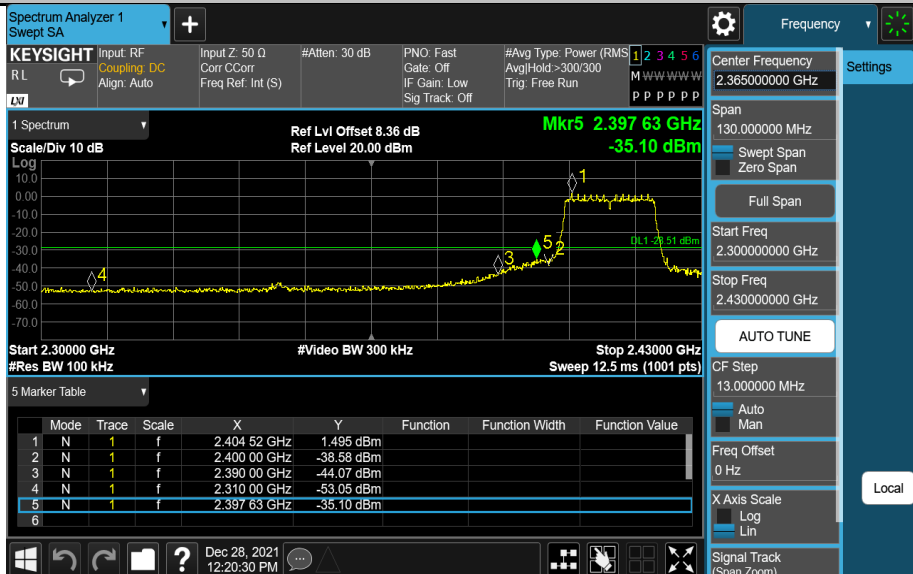 Spectrum Analyzer 1
Swept SA
+
Frequency
KEYSIGHT
R L
LXI
Input: RF
Coupling: DC
Align: Auto
Input Z: 50 Ω
Corr CCorr
Freq Ref: Int (S)
#Atten: 30 dB
PNO: Fast
Gate: Off
IF Gain: Low
Sig Track: Off
#Avg Type: Power (RMS
Avg|Hold:>300/300
Trig: Free Run
1 2 3 4 5 6
M W W W W W
P P P P P P
1 Spectrum
Scale/Div 10 dB
Ref Lvl Offset 8.36 dB
Ref Level 20.00 dBm
Mkr5 2.397 63 GHz
-35.10 dBm
Log
10.0
0.00
-10.0
-20.0
-30.0
-40.0
-50.0
-60.0
-70.0
1
5
2
3
4
Start 2.30000 GHz
#Res BW 100 kHz
#Video BW 300 kHz
Stop 2.43000 GHz
Sweep 12.5 ms (1001 pts)
5 Marker Table
Mode Trace Scale X Y Function Function Width Function Value
1 N 1 f 2.404 52 GHz 1.495 dBm
2 N 1 f 2.400 00 GHz -38.58 dBm
3 N 1 f 2.390 00 GHz -44.07 dBm
4 N 1 f 2.310 00 GHz -53.05 dBm
5 N 1 f 2.397 63 GHz -35.10 dBm
6
?
Dec 28, 2021
12:20:30 PM
Center Frequency
2.365000000 GHz
Span
130.000000 MHz
Swept Span
Zero Span
Full Span
Start Freq
2.300000000 GHz
Stop Freq
2.430000000 GHz
AUTO TUNE
CF Step
13.000000 MHz
Auto
Man
Freq Offset
0 Hz
X Axis Scale
Log
Lin
Signal Track
(Span Zoom)
Settings
Local